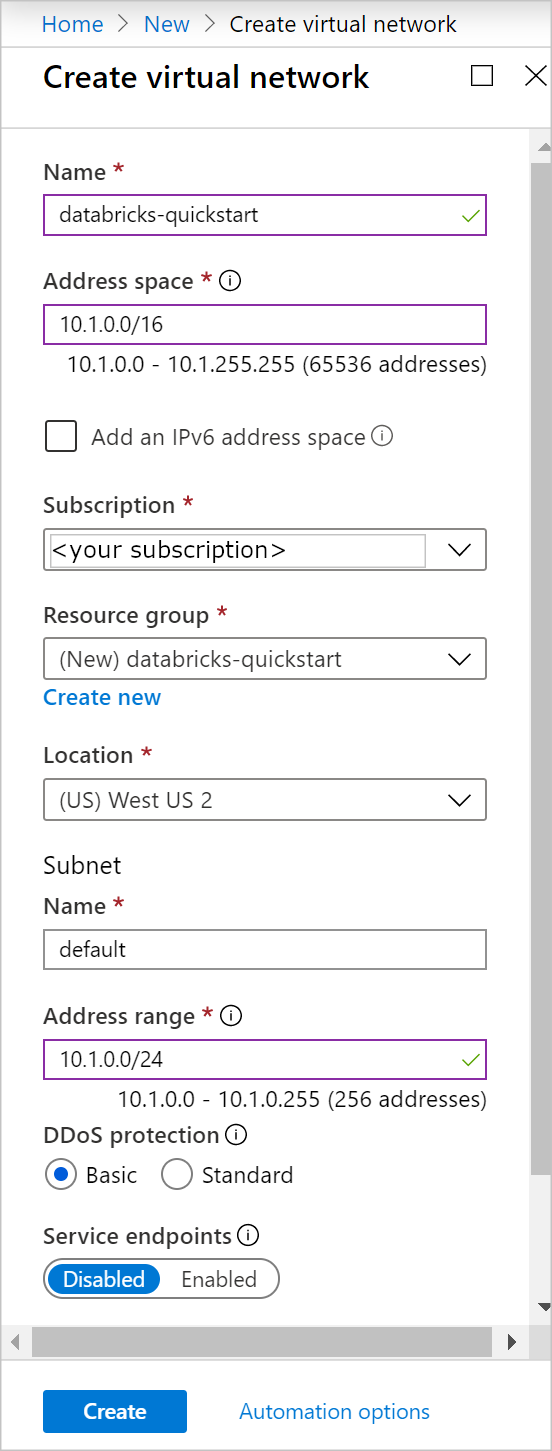 Home > New > Create virtual network
Create virtual network
Name *
databricks-quickstart
Address space *
10.1.0.0/16
10.1.0.0 - 10.1.255.255 (65536 addresses)
Add an IPv6 address space
Subscription *
<your subscription>
Resource group *
(New) databricks-quickstart
Create new
Location *
(US) West US 2
Subnet
Name *
default
Address range *
10.1.0.0/24
10.1.0.0 - 10.1.0.255 (256 addresses)
DDoS protection
Basic Standard
Service endpoints
Disabled Enabled
Create Automation options